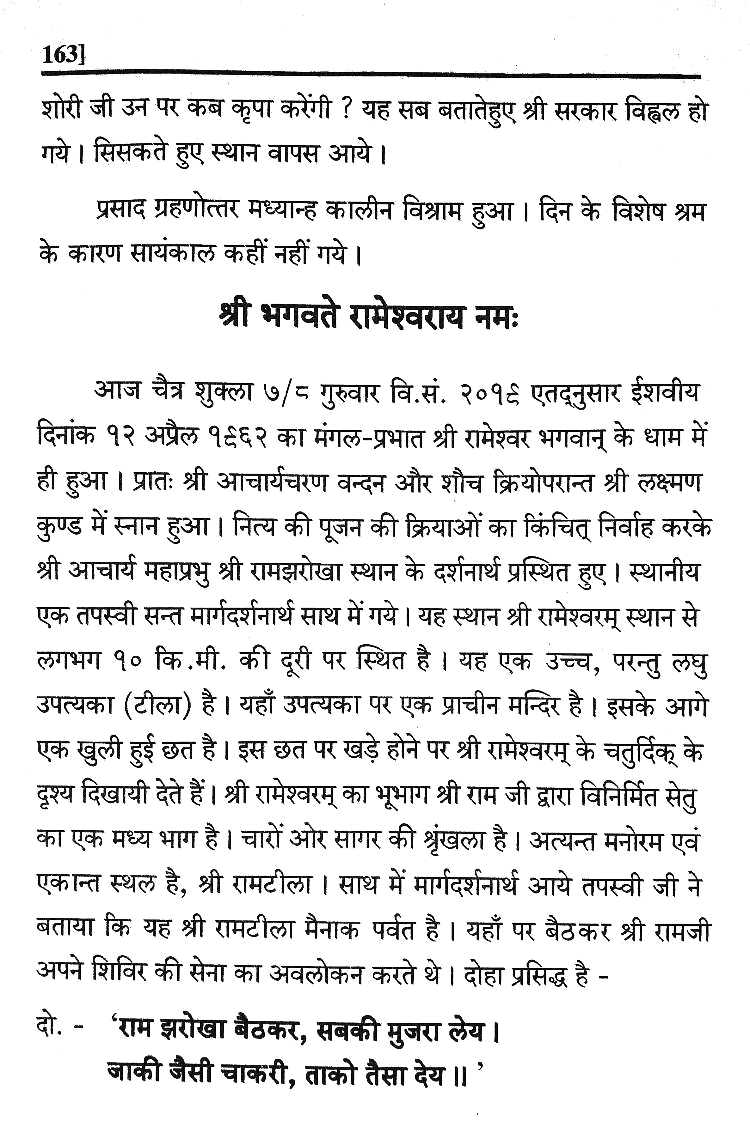 163]
शोरी जी उन पर कब कृपा करेंगी ? यह सब बतातेहुए श्री सरकार विह्वल हो
गये । सिसकते हुए स्थान वापस आये ।
प्रसाद ग्रहणोत्तर मध्यान्ह कालीन विश्राम हुआ । दिन के विशेष श्रम
के कारण सायंकाल कहीं नहीं गये ।
श्री भगवते रामेश्वराय नमः
आज चैत्र शुक्ला ७/८ गुरुवार वि.सं. २०१९ एतद्नुसार ईशवीय
दिनांक १२ अप्रैल १९६२ का मंगल-प्रभात श्री रामेश्वर भगवान् के धाम में
ही हुआ । प्रातः श्री आचार्यचरण वन्दन और शौच क्रियोपरान्त श्री लक्ष्मण
कुण्ड में स्नान हुआ । नित्य की पूजन की क्रियाओं का किंचित् निर्वाह करके
श्री आचार्य महाप्रभु श्री रामझरोखा स्थान के दर्शनार्थ प्रस्थित हुए । स्थानीय
एक तपस्वी सन्त मार्गदर्शनार्थ साथ में गये । यह स्थान श्री रामेश्वरम् स्थान से
लगभग १० कि.मी. की दूरी पर स्थित है । यह एक उच्च, परन्तु लघु
उपत्यका (टीला) है । यहाँ उपत्यका पर एक प्राचीन मन्दिर है । इसके आगे
एक खुली हुई छत है । इस छत पर खड़े होने पर श्री रामेश्वरम् के चतुर्दिक् के
दृश्य दिखायी देते हैं । श्री रामेश्वरम् का भूभाग श्री राम जी द्वारा विनिर्मित सेतु
का एक मध्य भाग है । चारों ओर सागर की श्रृंखला है । अत्यन्त मनोरम एवं
एकान्त स्थल है, श्री रामटीला । साथ में मार्गदर्शनार्थ आये तपस्वी जी ने
बताया कि यह श्री रामटीला मैनाक पर्वत है । यहाँ पर बैठकर श्री रामजी
अपने शिविर की सेना का अवलोकन करते थे । दोहा प्रसिद्ध है -
दो. - ‘राम झरोखा बैठकर, सबकी मुजरा लेय ।
जाकी जैसी चाकरी, ताको तैसा देय ॥ ’